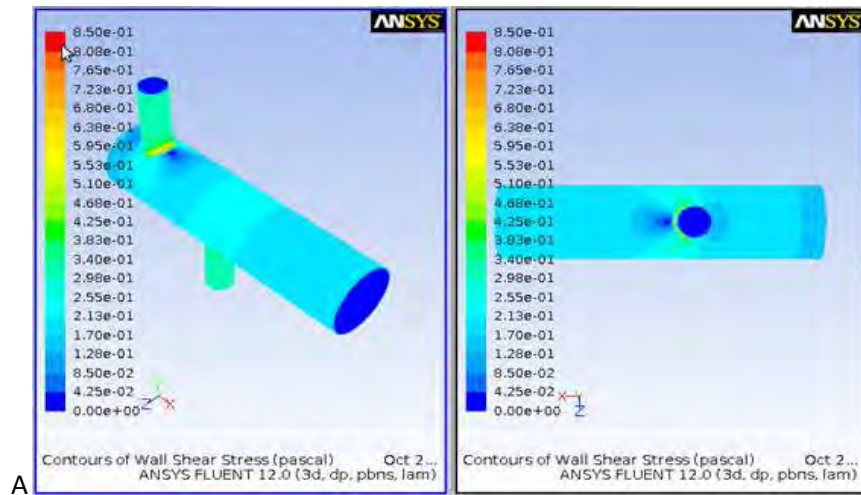 ANSYS
8.50e-01
8.08e-01
7.65e-01
7.23e-01
6.80e-01
6.38e-01
5.95e-01
5.53e-01
5.10e-01
4.68e-01
4.25e-01
3.83e-01
3.40e-01
2.98e-01
2.55e-01
2.13e-01
1.70e-01
1.28e-01
8.50e-02
4.25e-02
0.00e+00
Y
Z X
Contours of Wall Shear Stress (pascal) Oct 2...
ANSYS FLUENT 12.0 (3d, dp, pbns, lam)
ANSYS
8.50e-01
8.08e-01
7.65e-01
7.23e-01
6.80e-01
6.38e-01
5.95e-01
5.53e-01
5.10e-01
4.68e-01
4.25e-01
3.83e-01
3.40e-01
2.98e-01
2.55e-01
2.13e-01
1.70e-01
1.28e-01
8.50e-02
4.25e-02
0.00e+00
X
Z
Contours of Wall Shear Stress (pascal) Oct 2...
ANSYS FLUENT 12.0 (3d, dp, pbns, lam)
A